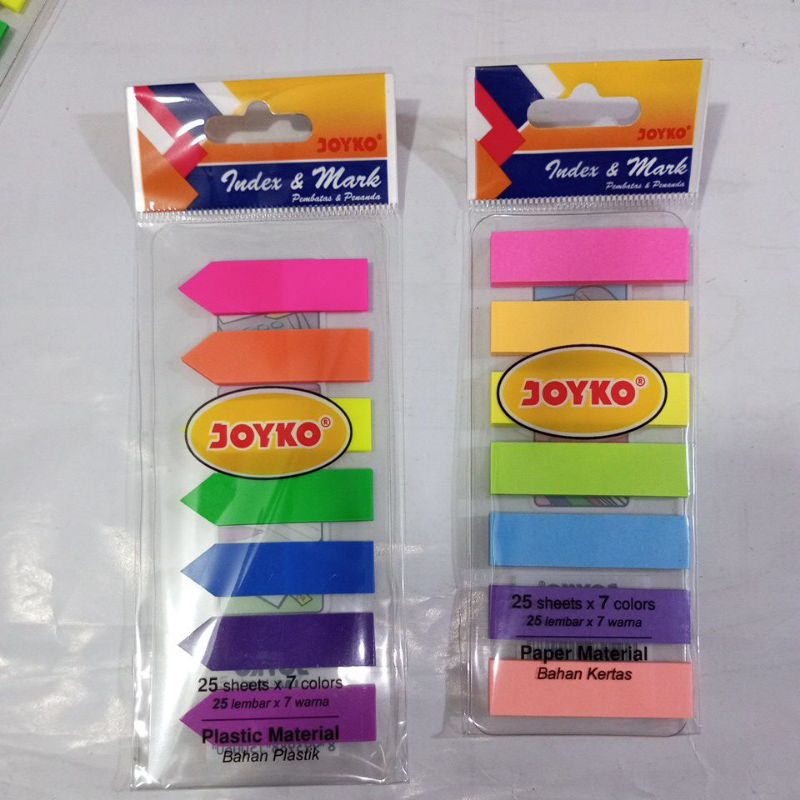 JOYKO®
Index & Mark
Pembatas & Penanda
JOYKO®
25 sheets x 7 colors
25 lembar x 7 warna
Plastic Material
Bahan Plastik
JOYKO®
Index & Mark
Pembatas & Penanda
JOYKO®
25 sheets x 7 colors
25 lembar x 7 warna
Paper Material
Bahan Kertas